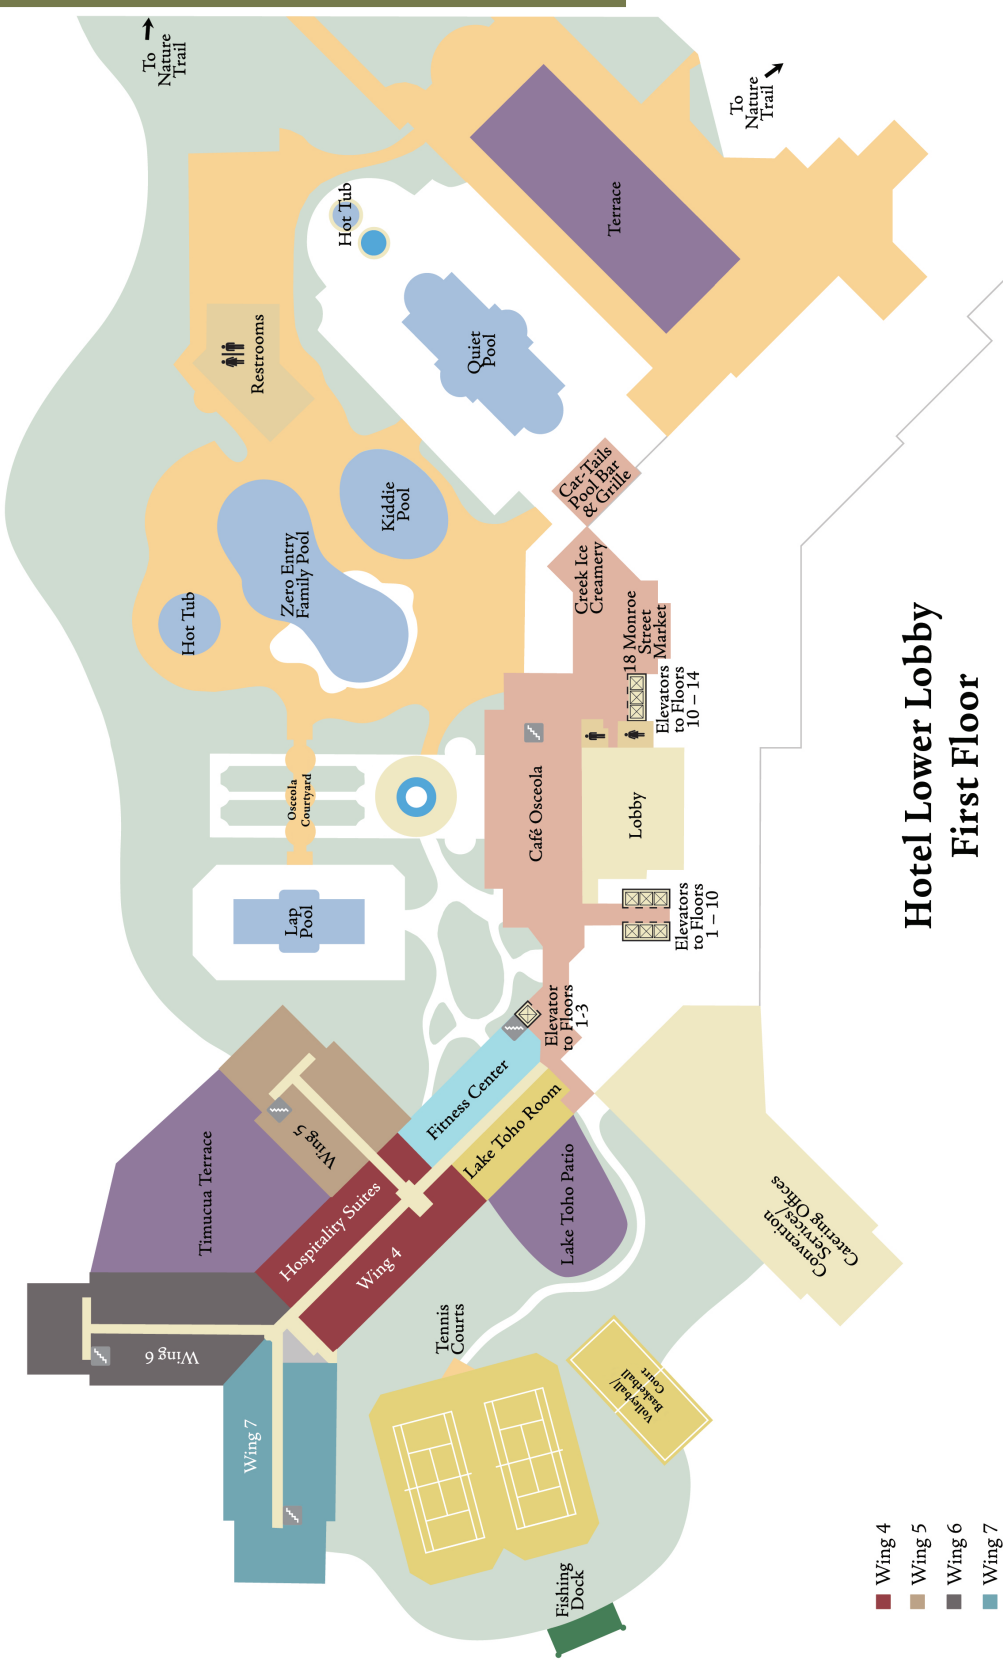 Hotel Lower Lobby
First Floor
To
Nature
Trail
To
Nature
Trail
Hot Tub
Terrace
Quiet
Pool
Restrooms
Kiddie
Pool
Zero Entry
Family Pool
Hot Tub
Cat-Tails
Pool Bar
& Grille
Creek Ice
Creamery
18 Monroe
Street
Market
Elevators
to Floors
10 – 14
Osceola
Courtyard
Café Osceola
Lobby
Lap
Pool
Elevators
to Floors
1 – 10
Elevator
to Floors
1-3
Fitness Center
Lake Toho Room
Lake Toho Patio
Wing 5
Timucua Terrace
Hospitality Suites
Wing 4
Wing 6
Wing 7
Convention
Services/
Catering Offices
Tennis
Courts
Volleyball/
Basketball
Court
Fishing
Dock
Wing 4
Wing 5
Wing 6
Wing 7